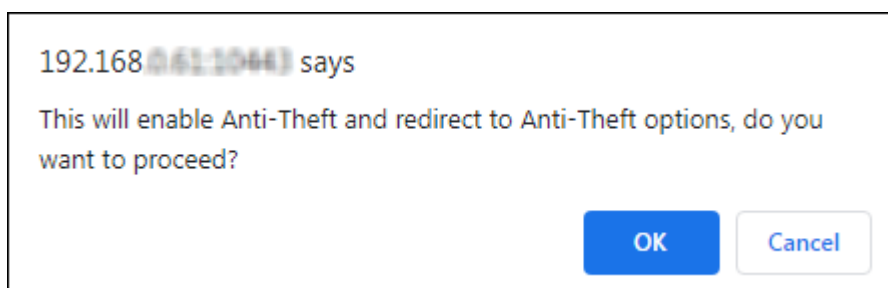 192.168 says
This will enable Anti-Theft and redirect to Anti-Theft options, do you
want to proceed?
OK
Cancel